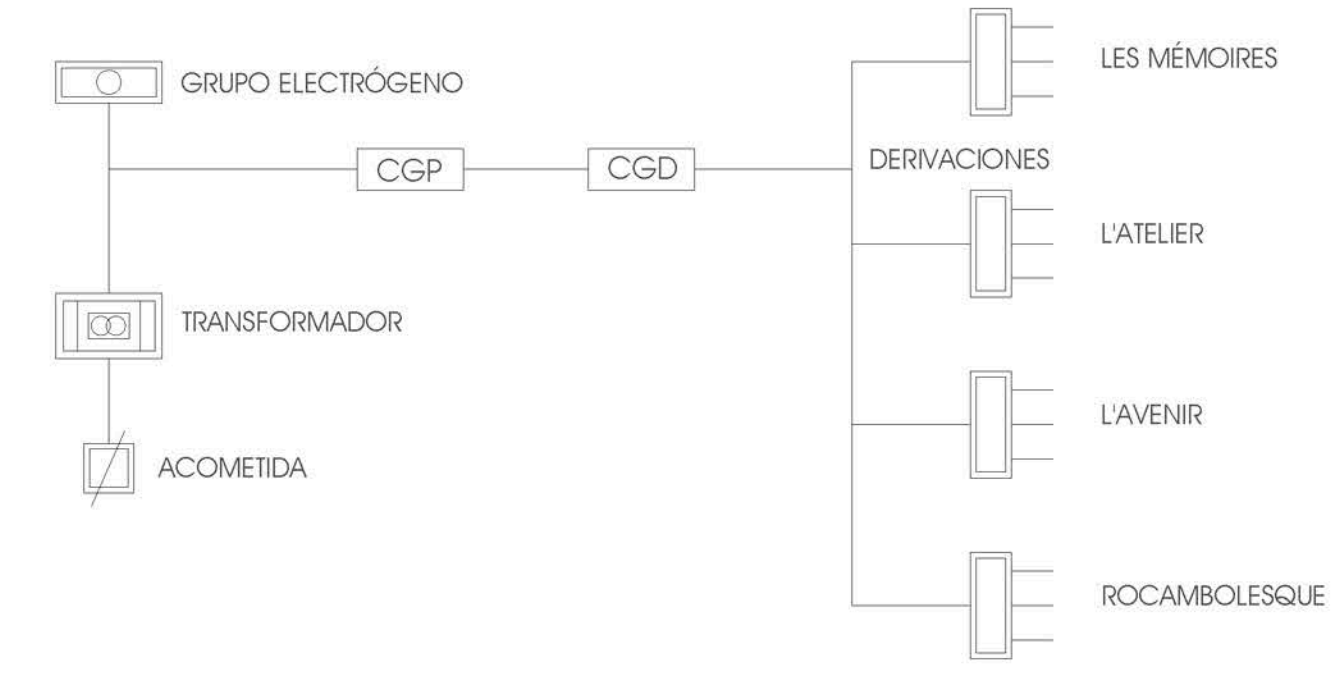 GRUPO ELECTRÓGENO
CGP
CGD
TRANSFORMADOR
ACOMETIDA
DERIVACIONES
LES MÉMOIRES
L'ATELIER
L'AVENIR
ROCAMBOLESQUE